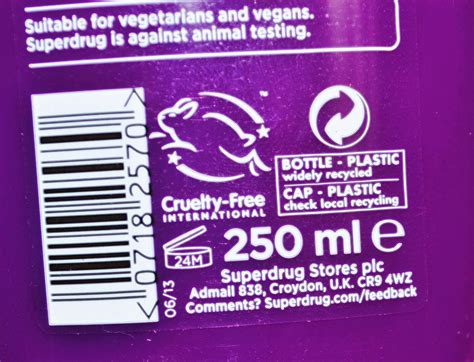 Suitable for vegetarians and vegans.
Superdrug is against animal testing.
<0718 2570>
Cruelty-Free
INTERNATIONAL
BOTTLE - PLASTIC
widely recycled
CAP - PLASTIC
check local recycling
24M
250 ml e
06/13
Superdrug Stores plc
Admail 838, Croydon, U.K. CR9 4WZ
Comments? Superdrug.com/feedback